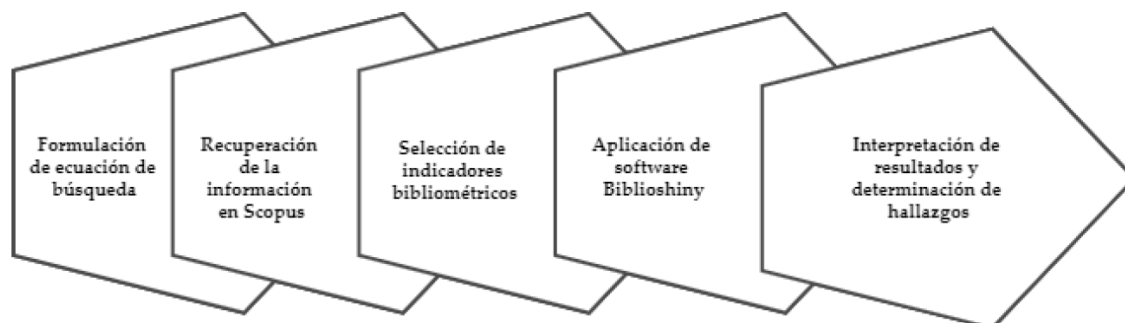 Formulación
de ecuación de
búsqueda
Recuperación
de la
información
en Scopus
Selección de
indicadores
bibliométricos
Aplicación de
software
Biblioshiny
Interpretación de
resultados y
determinación de
hallazgos